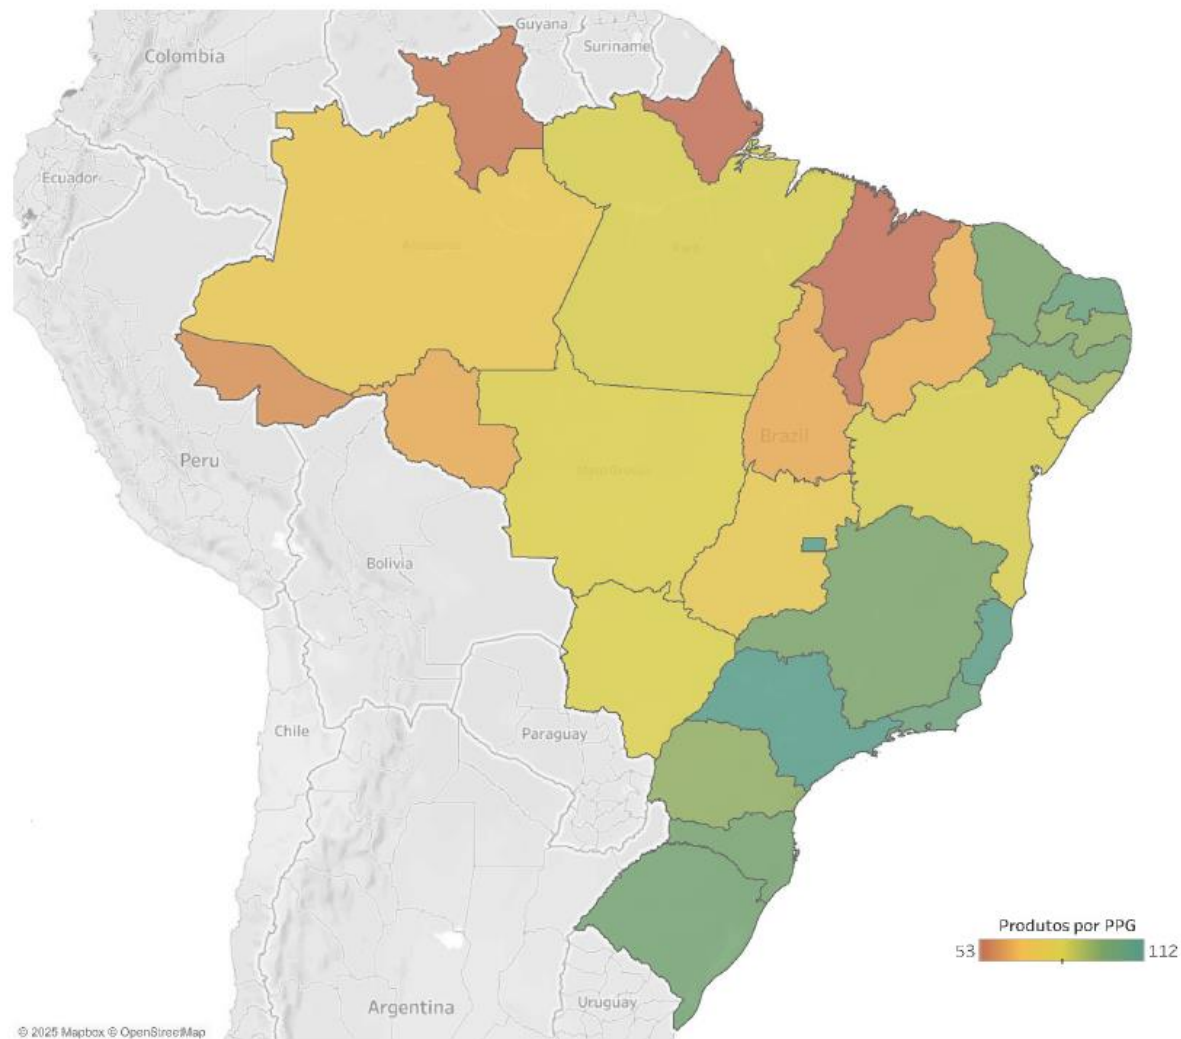 Guyana
Suriname
Colombia
Ecuador
Brazil
Peru
Bolivia
Chile
Paraguay
Produtos por PPG
53
112
Argentina
Uruguay
© 2025 Mapbox © OpenStreetMap